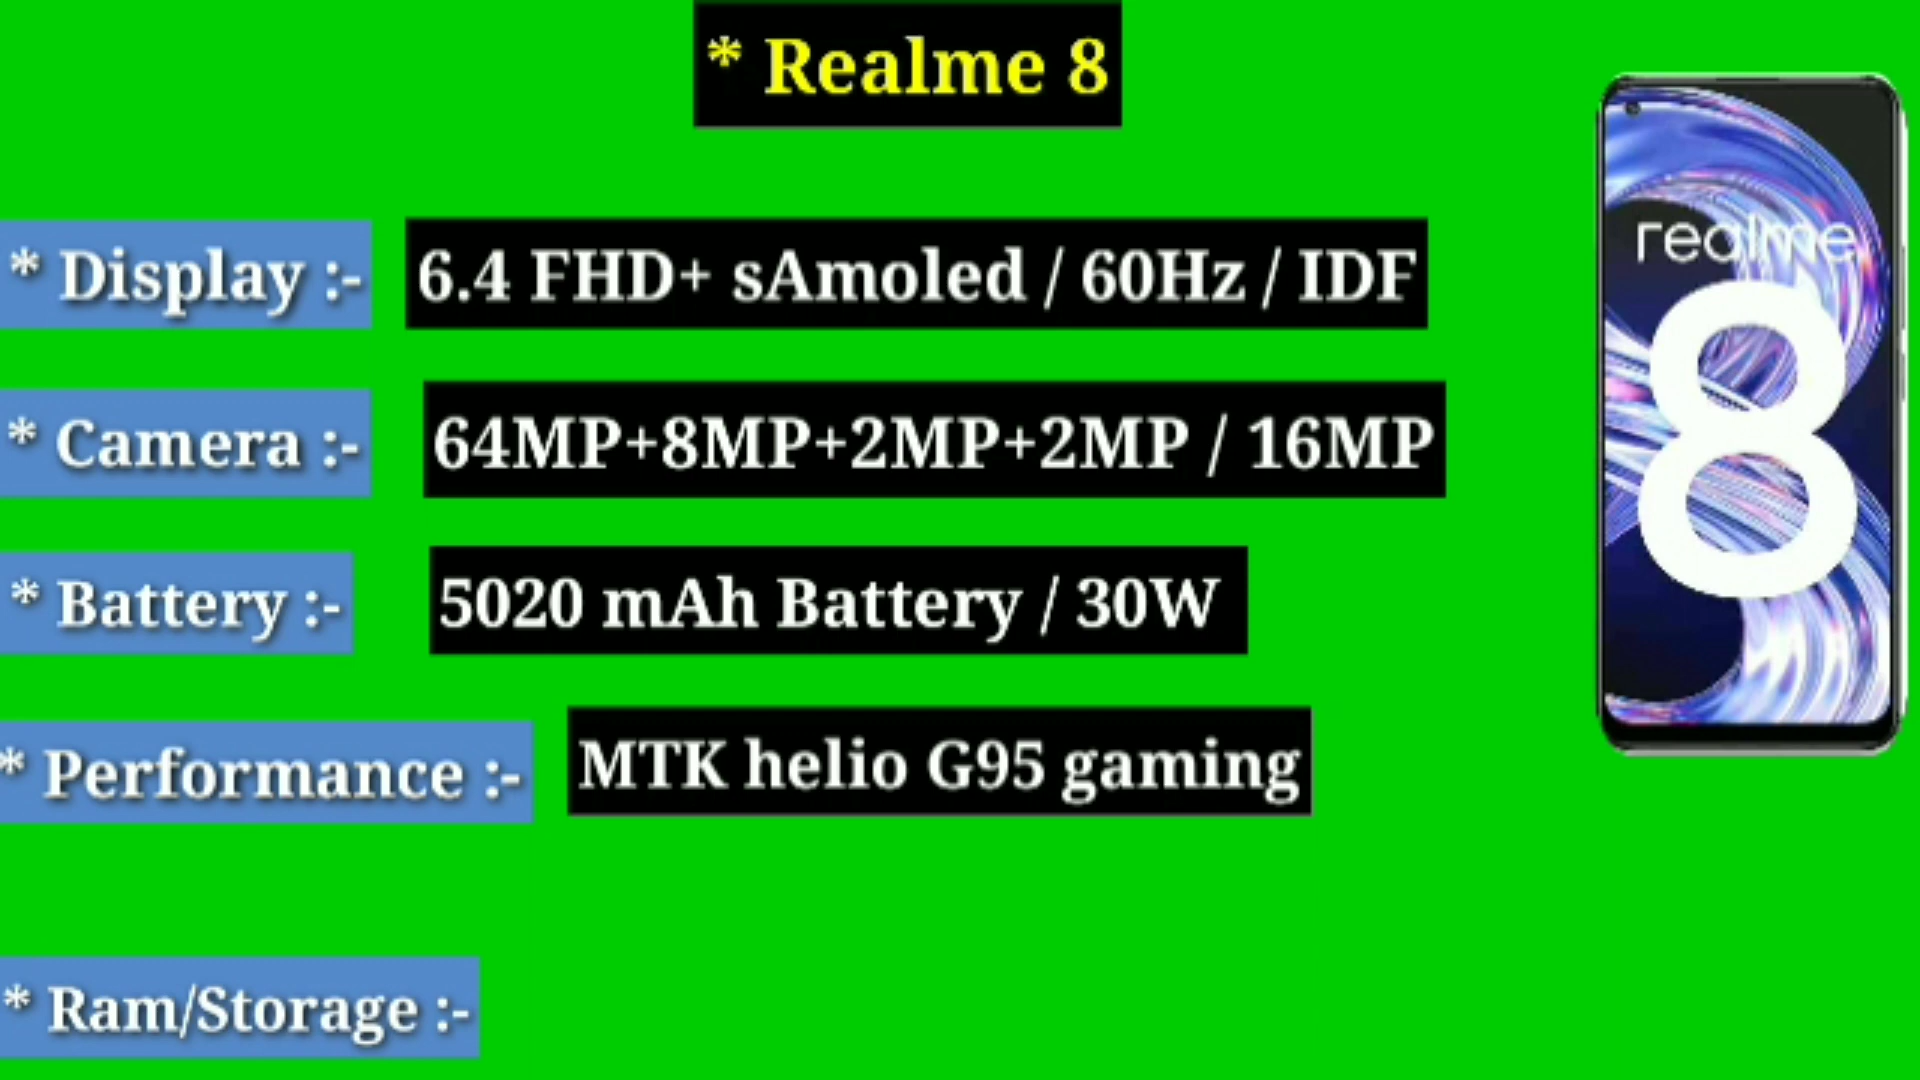 * Realme 8
* Display :- 6.4 FHD+ sAmoled / 60Hz / IDF
* Camera :- 64MP+8MP+2MP+2MP / 16MP
* Battery :- 5020 mAh Battery / 30W
* Performance :- MTK helio G95 gaming
* Ram/Storage :-
realme
8